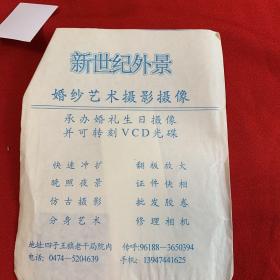 新世纪外景
婚纱艺术摄影摄像
承办婚礼生日摄像
并可转刻VCD光碟
快速冲扩 翻板放大
晚照夜景 证件快相
仿古摄影 批发胶卷
分身艺术 修理相机
地址:四子王旗老干局院内 传呼:96188—3650394
电话: 0474—5204639 手机: 13947441625